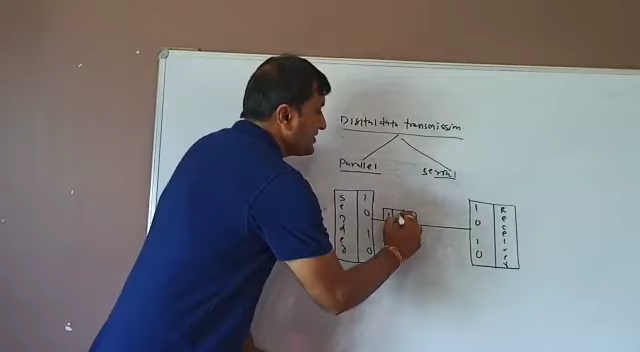 Digital data transmission
Parallel
serial
Sender
1
0
1
0
1
0
1
0
Receiver